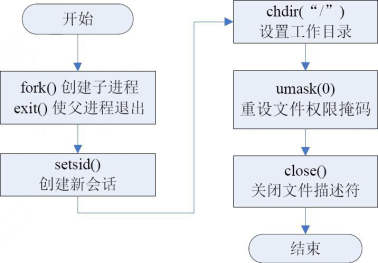 开始
fork() 创建子进程
exit() 使父进程退出
setsid()
创建新会话
chdir(“/”)
设置工作目录
umask(0)
重设文件权限掩码
close()
关闭文件描述符
结束